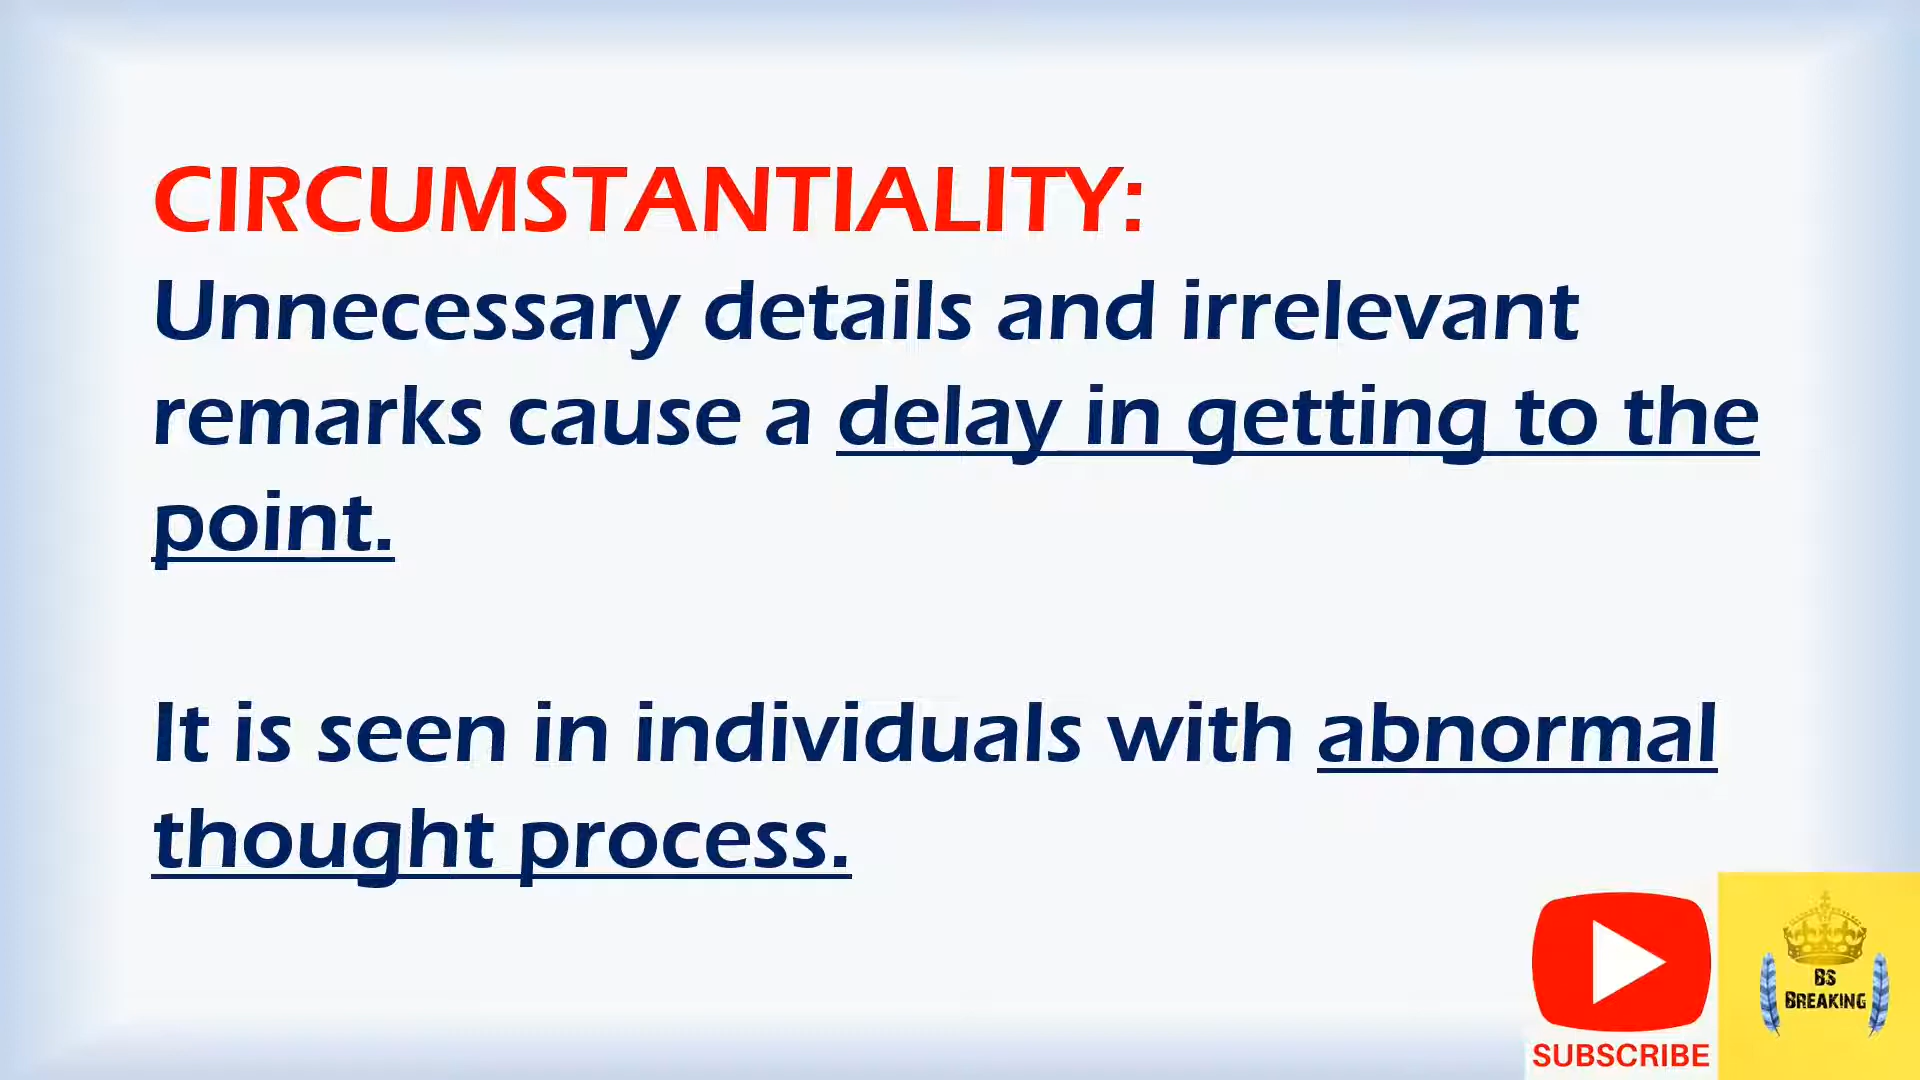 CIRCUMSTANTIALITY:
Unnecessary details and irrelevant
remarks cause a delay in getting to the
point.
It is seen in individuals with abnormal
thought process.
BS
BREAKING
SUBSCRIBE